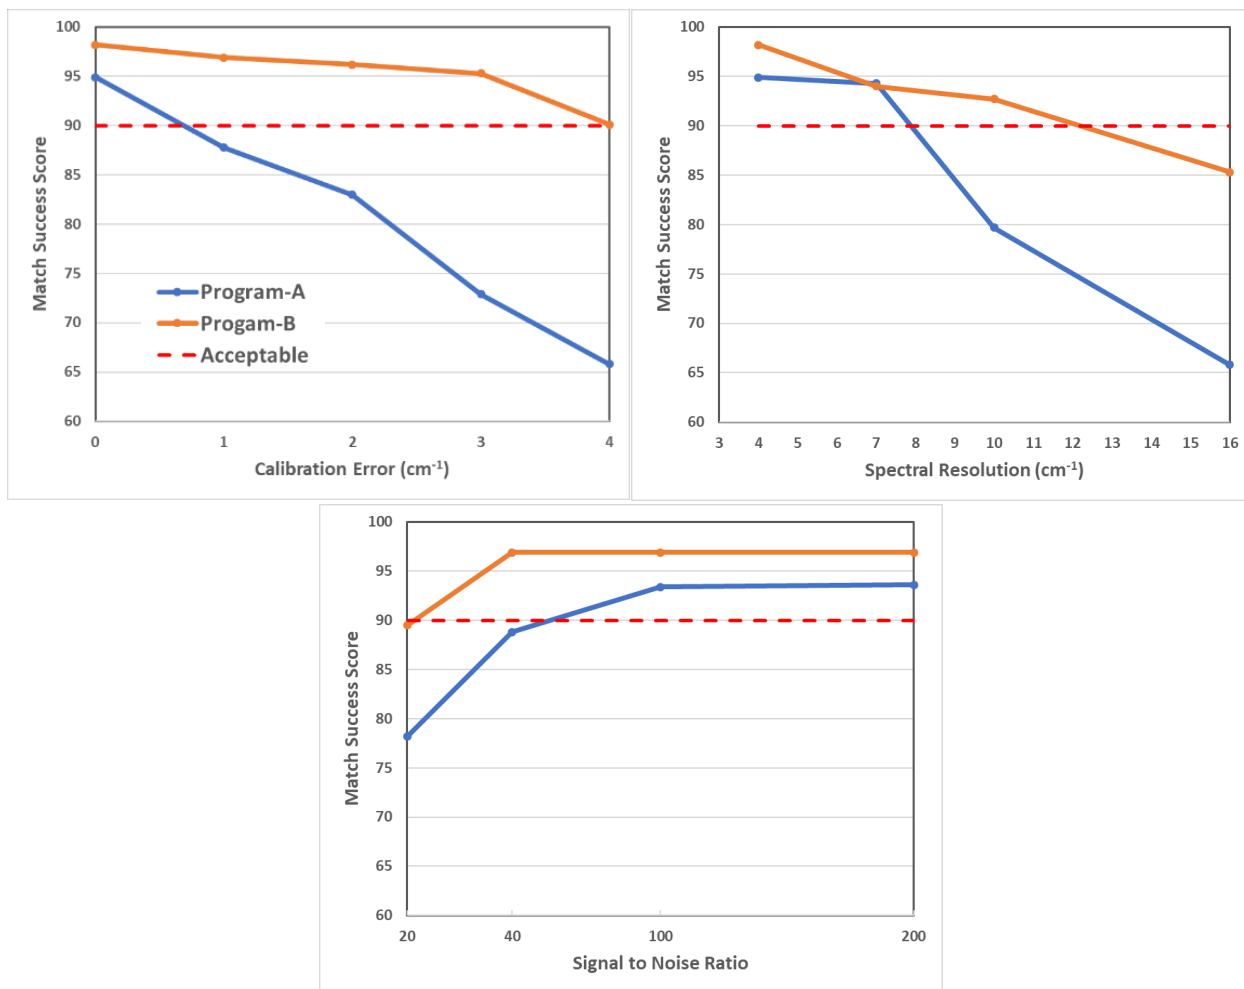 100
95
90
85
80
75
70
65
60
Match Success Score
Program-A
Progam-B
Acceptable
0 1 2 3 4
Calibration Error (cm⁻¹)
100
95
90
85
80
75
70
65
60
Match Success Score
3 4 5 6 7 8 9 10 11 12 13 14 15 16
Spectral Resolution (cm⁻¹)
100
95
90
85
80
75
70
65
60
Match Success Score
20 40 100 200
Signal to Noise Ratio